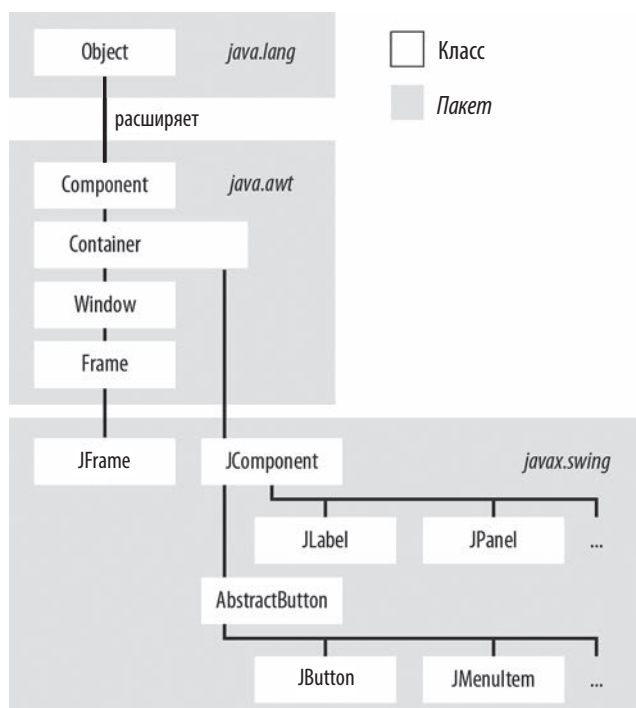 Object
java.lang
Класс
Пакет
расширяет
Component
java.awt
Container
Window
Frame
JFrame
JComponent
javax.swing
JLabel
JPanel
...
AbstractButton
JButton
JMenuItem
...